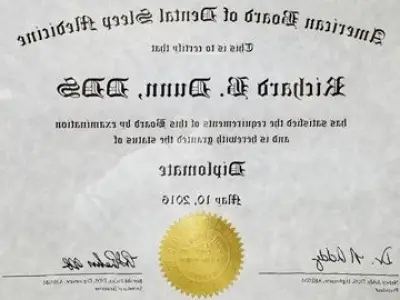 American Board of Dental Sleep Medicine
This is to certify that
Richard B. Dunn, DDS
has satisfied the requirements of this Board by examination
and is herewith granted the status of
Diplomate
May 10, 2016
President